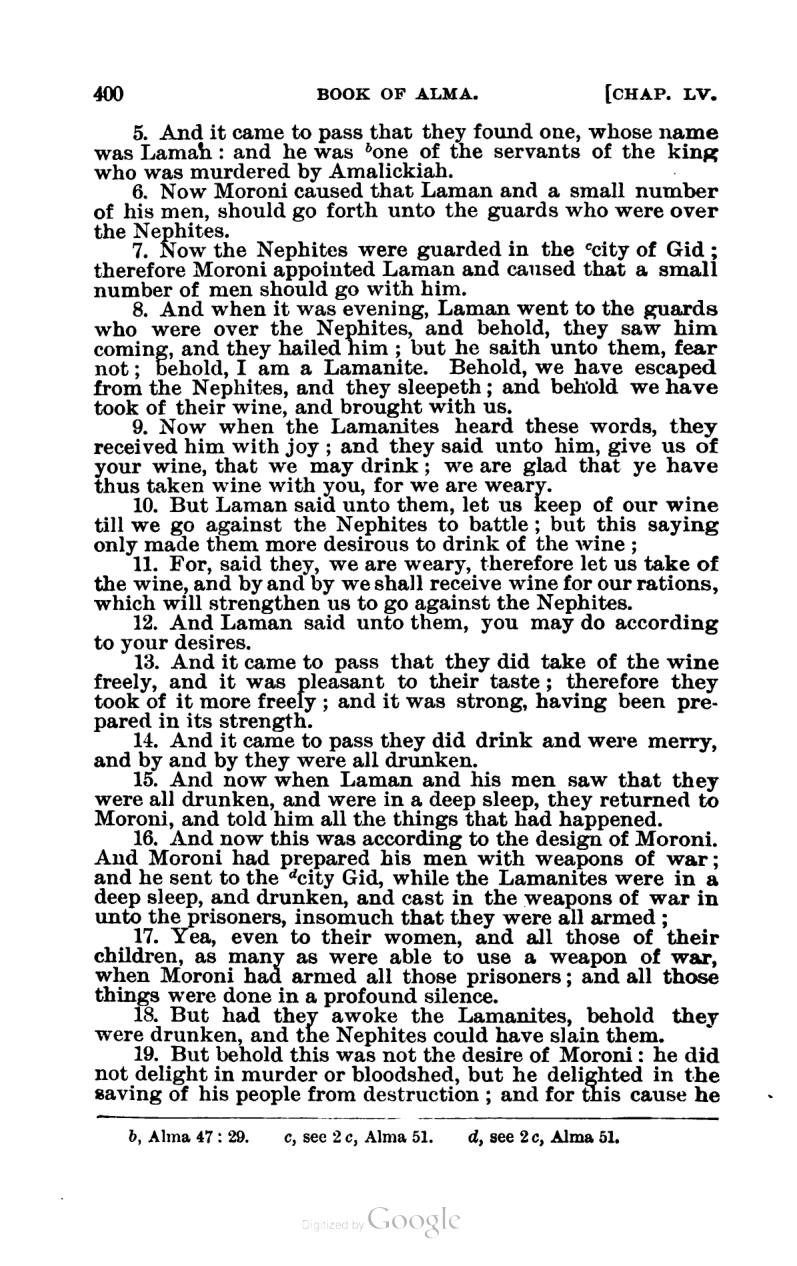 400 BOOK OF ALMA. [CHAP. LV.
5. And it came to pass that they found one, whose name
was Laman : and he was ᵇone of the servants of the king
who was murdered by Amalickiah.
6. Now Moroni caused that Laman and a small number
of his men, should go forth unto the guards who were over
the Nephites.
7. Now the Nephites were guarded in the ᶜcity of Gid ;
therefore Moroni appointed Laman and caused that a small
number of men should go with him.
8. And when it was evening, Laman went to the guards
who were over the Nephites, and behold, they saw him
coming, and they hailed him ; but he saith unto them, fear
not ; behold, I am a Lamanite. Behold, we have escaped
from the Nephites, and they sleepeth ; and behold we have
took of their wine, and brought with us.
9. Now when the Lamanites heard these words, they
received him with joy ; and they said unto him, give us of
your wine, that we may drink ; we are glad that ye have
thus taken wine with you, for we are weary.
10. But Laman said unto them, let us keep of our wine
till we go against the Nephites to battle ; but this saying
only made them more desirous to drink of the wine ;
11. For, said they, we are weary, therefore let us take of
the wine, and by and by we shall receive wine for our rations,
which will strengthen us to go against the Nephites.
12. And Laman said unto them, you may do according
to your desires.
13. And it came to pass that they did take of the wine
freely, and it was pleasant to their taste ; therefore they
took of it more freely ; and it was strong, having been pre-
pared in its strength.
14. And it came to pass they did drink and were merry,
and by and by they were all drunken.
15. And now when Laman and his men saw that they
were all drunken, and were in a deep sleep, they returned to
Moroni, and told him all the things that had happened.
16. And now this was according to the design of Moroni.
And Moroni had prepared his men with weapons of war ;
and he sent to the ᵈcity Gid, while the Lamanites were in a
deep sleep, and drunken, and cast in the weapons of war in
unto the prisoners, insomuch that they were all armed ;
17. Yea, even to their women, and all those of their
children, as many as were able to use a weapon of war,
when Moroni had armed all those prisoners ; and all those
things were done in a profound silence.
18. But had they awoke the Lamanites, behold they
were drunken, and the Nephites could have slain them.
19. But behold this was not the desire of Moroni : he did
not delight in murder or bloodshed, but he delighted in the
saving of his people from destruction ; and for this cause he
b, Alma 47 : 29. c, see 2 c, Alma 51. d, see 2 c, Alma 51.
Digitized by Google